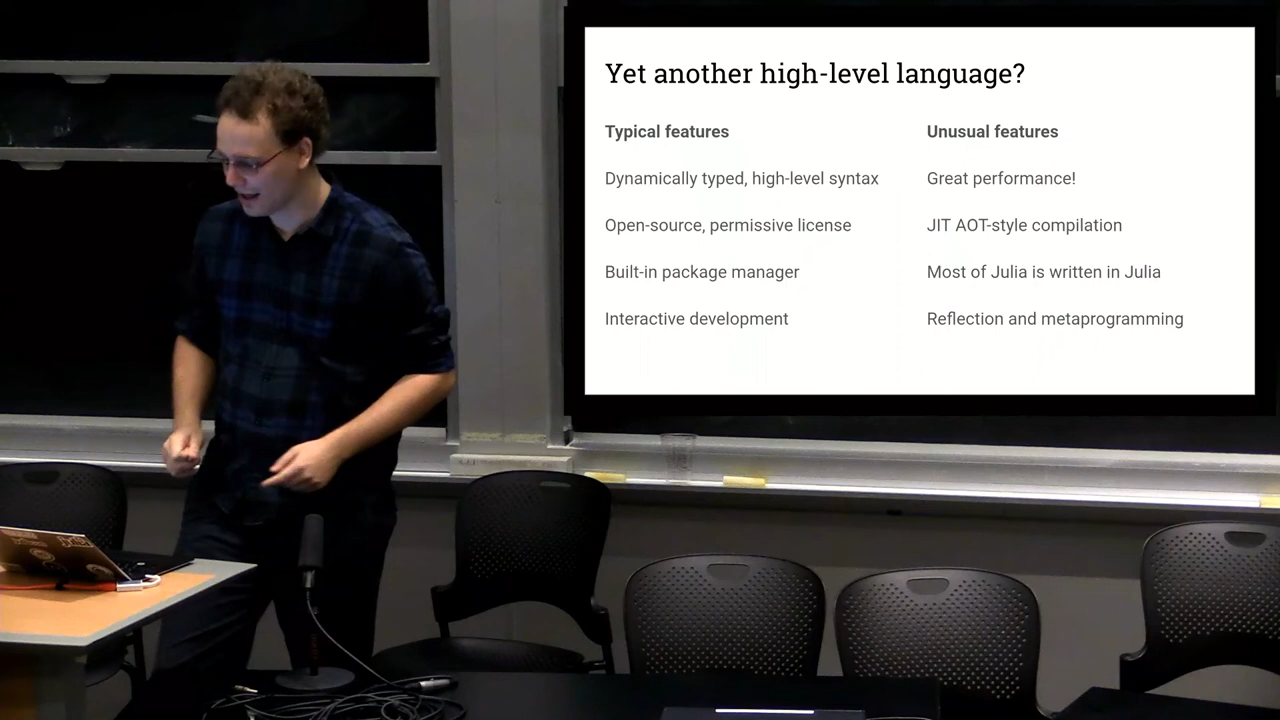 Yet another high-level language?
Typical features
Dynamically typed, high-level syntax
Open-source, permissive license
Built-in package manager
Interactive development
Unusual features
Great performance!
JIT AOT-style compilation
Most of Julia is written in Julia
Reflection and metaprogramming